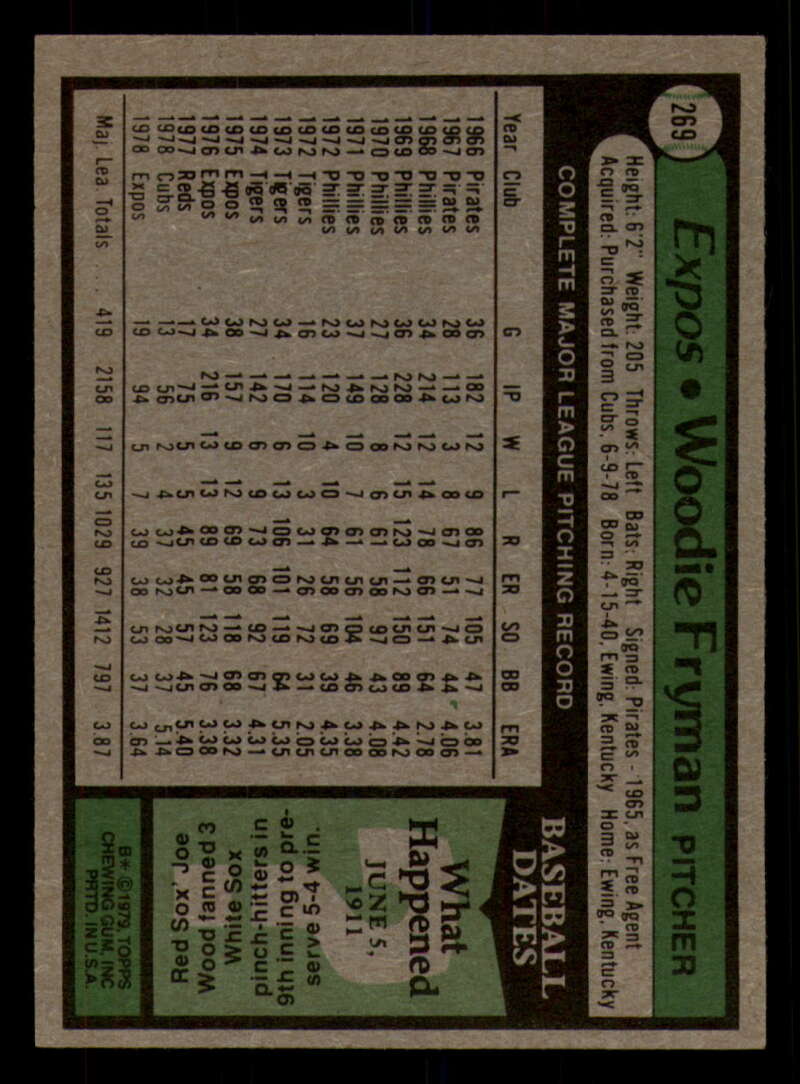 269
Expos • Woodie Fryman PITCHER
Height: 6'2" Weight: 205 Throws: Left Bats: Right Signed: Pirates - 1965, as Free Agent
Acquired: Purchased from Cubs, 6-9-78 Born: 4-15-40, Ewing, Kentucky Home: Ewing, Kentucky
COMPLETE MAJOR LEAGUE PITCHING RECORD
Year Club G IP W L R ER SO BB ERA
1966 Pirates 36 182 12 9 86 77 105 47 3.81
1967 Pirates 28 113 3 8 67 51 74 44 4.06
1968 Phillies 34 214 12 14 78 66 151 64 2.78
1969 Phillies 36 228 12 15 123 112 150 89 4.42
1970 Phillies 27 128 8 6 61 58 97 43 4.08
1971 Phillies 37 149 10 7 61 56 104 46 3.38
1972 Phillies 23 120 4 10 64 58 69 39 4.35
1972 Tigers 16 114 10 3 31 26 72 31 2.05
1973 Tigers 34 170 6 13 106 101 119 64 5.35
1974 Tigers 27 142 6 9 73 68 92 67 4.31
1975 Expos 38 157 9 12 69 58 118 68 3.32
1976 Expos 34 216 13 13 89 81 123 76 3.38
1977 Reds 17 75 5 5 45 45 57 45 5.40
1978 Cubs 13 56 2 4 37 32 28 37 5.14
1978 Expos 19 94 5 7 39 38 53 37 3.64
Maj. Lea Totals . . . 419 2158 117 135 1029 927 1412 797 3.87
BASEBALL
DATES
What
Happened
JUNE 5,
1911
Red Sox' Joe
Wood fanned 3
White Sox
pinch-hitters in
9th inning to pre-
serve 5-4 win.
B* © 1979, TOPPS
CHEWING GUM, INC
PRTD. IN U.S.A.